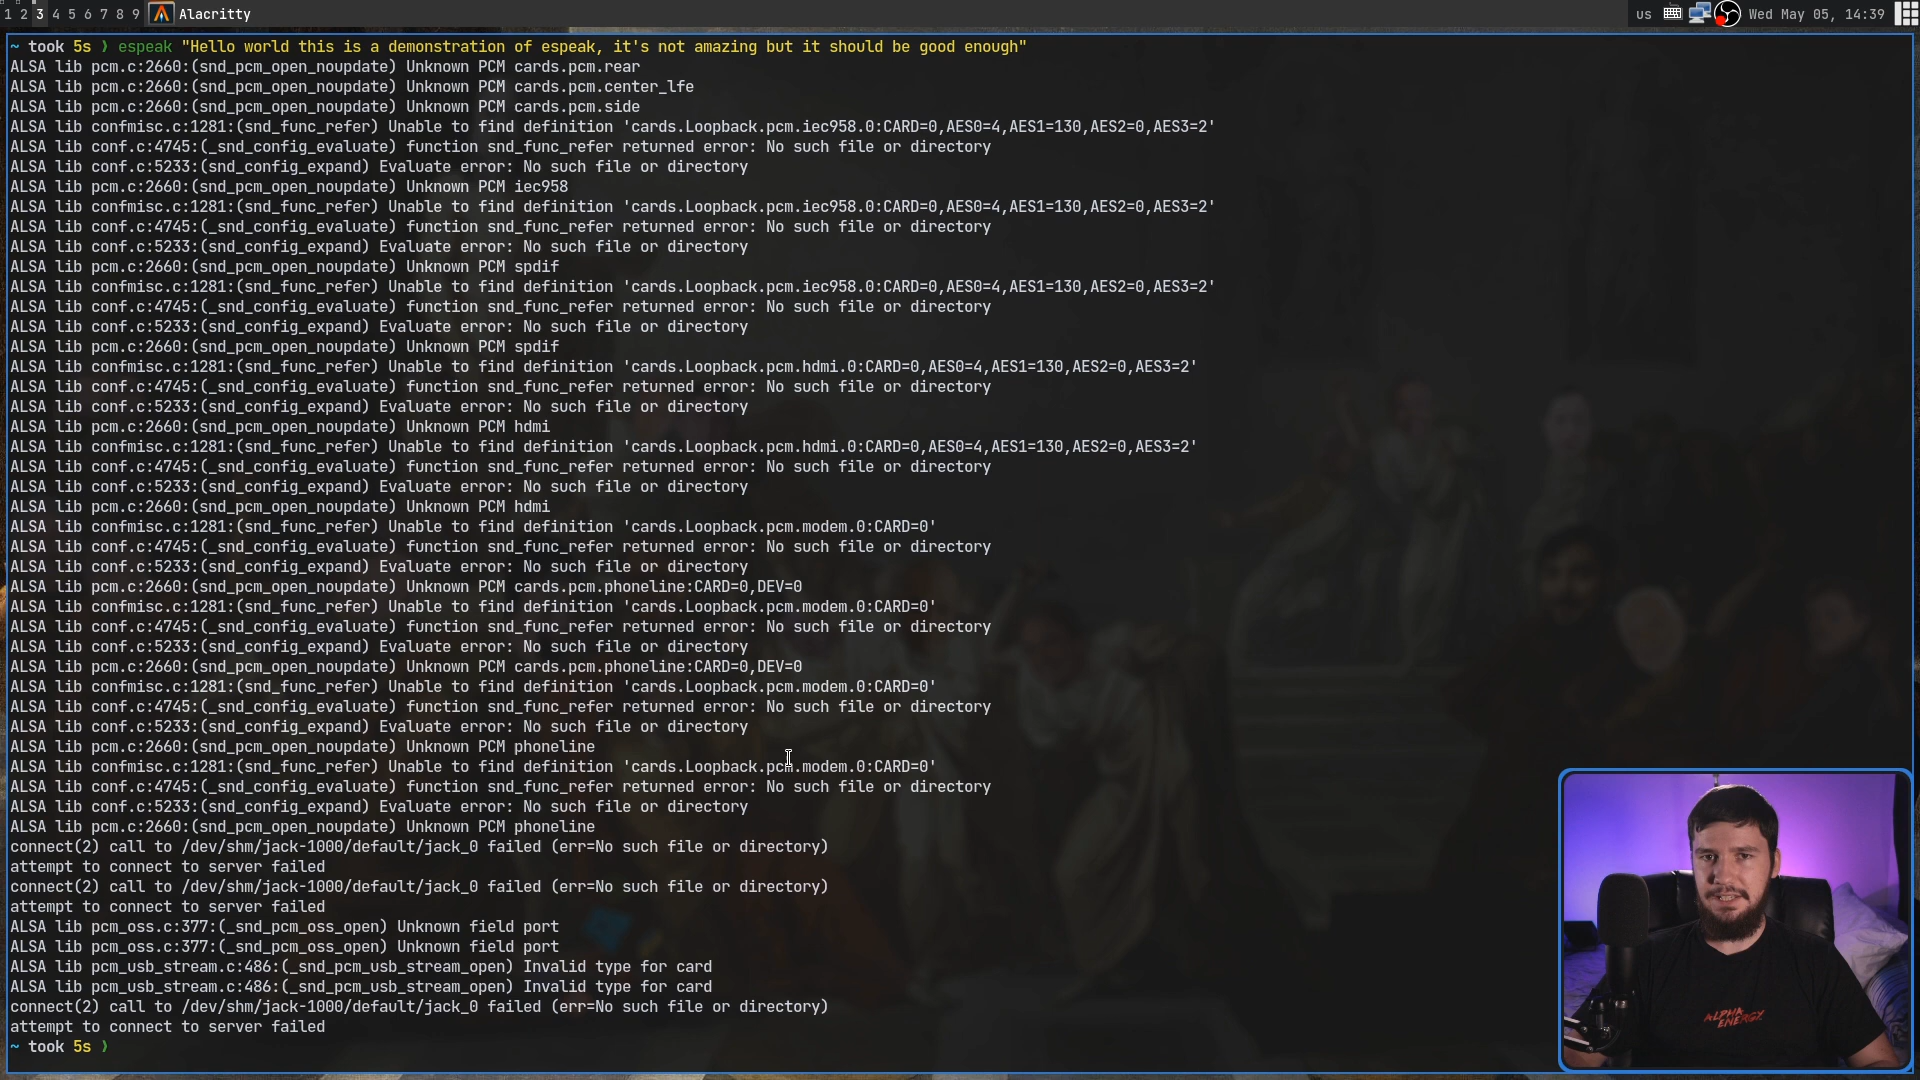 1 2 3 4 5 6 7 8 9 Alacritty us Wed May 05, 14:39
~ took 5s ❯ espeak "Hello world this is a demonstration of espeak, it's not amazing but it should be good enough"
ALSA lib pcm.c:2660:(snd_pcm_open_noupdate) Unknown PCM cards.pcm.rear
ALSA lib pcm.c:2660:(snd_pcm_open_noupdate) Unknown PCM cards.pcm.center_lfe
ALSA lib pcm.c:2660:(snd_pcm_open_noupdate) Unknown PCM cards.pcm.side
ALSA lib confmisc.c:1281:(snd_func_refer) Unable to find definition 'cards.Loopback.pcm.iec958.0:CARD=0,AES0=4,AES1=130,AES2=0,AES3=2'
ALSA lib conf.c:4745:(_snd_config_evaluate) function snd_func_refer returned error: No such file or directory
ALSA lib conf.c:5233:(snd_config_expand) Evaluate error: No such file or directory
ALSA lib pcm.c:2660:(snd_pcm_open_noupdate) Unknown PCM iec958
ALSA lib confmisc.c:1281:(snd_func_refer) Unable to find definition 'cards.Loopback.pcm.iec958.0:CARD=0,AES0=4,AES1=130,AES2=0,AES3=2'
ALSA lib conf.c:4745:(_snd_config_evaluate) function snd_func_refer returned error: No such file or directory
ALSA lib conf.c:5233:(snd_config_expand) Evaluate error: No such file or directory
ALSA lib pcm.c:2660:(snd_pcm_open_noupdate) Unknown PCM spdif
ALSA lib confmisc.c:1281:(snd_func_refer) Unable to find definition 'cards.Loopback.pcm.iec958.0:CARD=0,AES0=4,AES1=130,AES2=0,AES3=2'
ALSA lib conf.c:4745:(_snd_config_evaluate) function snd_func_refer returned error: No such file or directory
ALSA lib conf.c:5233:(snd_config_expand) Evaluate error: No such file or directory
ALSA lib pcm.c:2660:(snd_pcm_open_noupdate) Unknown PCM spdif
ALSA lib confmisc.c:1281:(snd_func_refer) Unable to find definition 'cards.Loopback.pcm.hdmi.0:CARD=0,AES0=4,AES1=130,AES2=0,AES3=2'
ALSA lib conf.c:4745:(_snd_config_evaluate) function snd_func_refer returned error: No such file or directory
ALSA lib conf.c:5233:(snd_config_expand) Evaluate error: No such file or directory
ALSA lib pcm.c:2660:(snd_pcm_open_noupdate) Unknown PCM hdmi
ALSA lib confmisc.c:1281:(snd_func_refer) Unable to find definition 'cards.Loopback.pcm.hdmi.0:CARD=0,AES0=4,AES1=130,AES2=0,AES3=2'
ALSA lib conf.c:4745:(_snd_config_evaluate) function snd_func_refer returned error: No such file or directory
ALSA lib conf.c:5233:(snd_config_expand) Evaluate error: No such file or directory
ALSA lib pcm.c:2660:(snd_pcm_open_noupdate) Unknown PCM hdmi
ALSA lib confmisc.c:1281:(snd_func_refer) Unable to find definition 'cards.Loopback.pcm.modem.0:CARD=0'
ALSA lib conf.c:4745:(_snd_config_evaluate) function snd_func_refer returned error: No such file or directory
ALSA lib conf.c:5233:(snd_config_expand) Evaluate error: No such file or directory
ALSA lib pcm.c:2660:(snd_pcm_open_noupdate) Unknown PCM cards.pcm.phoneline:CARD=0,DEV=0
ALSA lib confmisc.c:1281:(snd_func_refer) Unable to find definition 'cards.Loopback.pcm.modem.0:CARD=0'
ALSA lib conf.c:4745:(_snd_config_evaluate) function snd_func_refer returned error: No such file or directory
ALSA lib conf.c:5233:(snd_config_expand) Evaluate error: No such file or directory
ALSA lib pcm.c:2660:(snd_pcm_open_noupdate) Unknown PCM cards.pcm.phoneline:CARD=0,DEV=0
ALSA lib confmisc.c:1281:(snd_func_refer) Unable to find definition 'cards.Loopback.pcm.modem.0:CARD=0'
ALSA lib conf.c:4745:(_snd_config_evaluate) function snd_func_refer returned error: No such file or directory
ALSA lib conf.c:5233:(snd_config_expand) Evaluate error: No such file or directory
ALSA lib pcm.c:2660:(snd_pcm_open_noupdate) Unknown PCM phoneline
ALSA lib confmisc.c:1281:(snd_func_refer) Unable to find definition 'cards.Loopback.pcm.modem.0:CARD=0'
ALSA lib conf.c:4745:(_snd_config_evaluate) function snd_func_refer returned error: No such file or directory
ALSA lib conf.c:5233:(snd_config_expand) Evaluate error: No such file or directory
ALSA lib pcm.c:2660:(snd_pcm_open_noupdate) Unknown PCM phoneline
connect(2) call to /dev/shm/jack-1000/default/jack_0 failed (err=No such file or directory)
attempt to connect to server failed
connect(2) call to /dev/shm/jack-1000/default/jack_0 failed (err=No such file or directory)
attempt to connect to server failed
ALSA lib pcm_oss.c:377:(_snd_pcm_oss_open) Unknown field port
ALSA lib pcm_oss.c:377:(_snd_pcm_oss_open) Unknown field port
ALSA lib pcm_usb_stream.c:486:(_snd_pcm_usb_stream_open) Invalid type for card
ALSA lib pcm_usb_stream.c:486:(_snd_pcm_usb_stream_open) Invalid type for card
connect(2) call to /dev/shm/jack-1000/default/jack_0 failed (err=No such file or directory)
attempt to connect to server failed
~ took 5s ❯
ALPHA
ENERGY